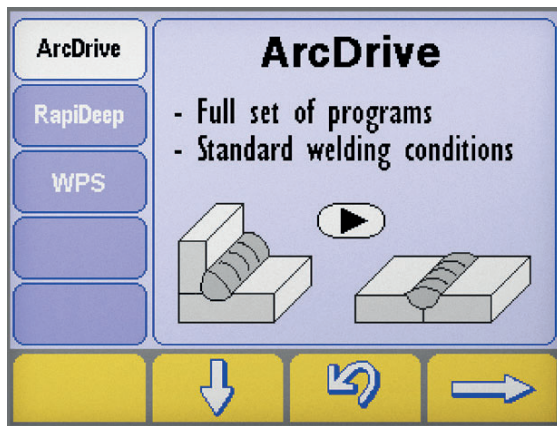 ArcDrive
RapiDeep
WPS
ArcDrive
- Full set of programs
- Standard welding conditions